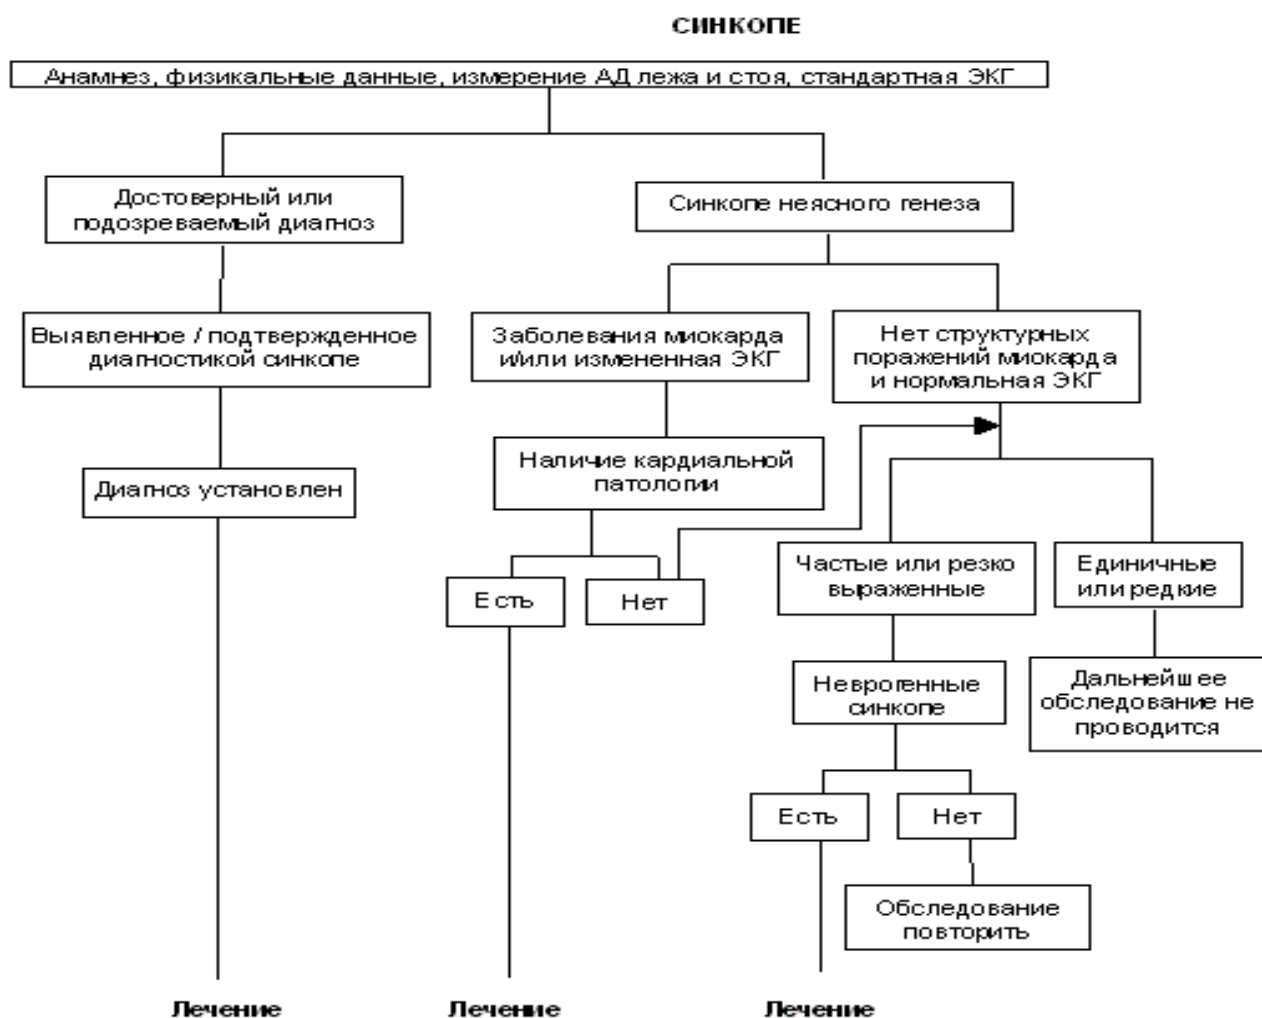 СИНКОПЕ
Анамнез, физикальные данные, измерение АД лежа и стоя, стандартная ЭКГ
Достоверный или
подозреваемый диагноз
Синкопе неясного генеза
Выявленное / подтвержденное
диагностикой синкопе
Заболевания миокарда
и/или измененная ЭКГ
Нет структурных
поражений миокарда
и нормальная ЭКГ
Диагноз установлен
Наличие кардиальной
патологии
Есть
Нет
Частые или резко
выраженные
Единичные
или редкие
Неврогенные
синкопе
Дальнейшее
обследование не
проводится
Есть
Нет
Обследование
повторить
Лечение
Лечение
Лечение